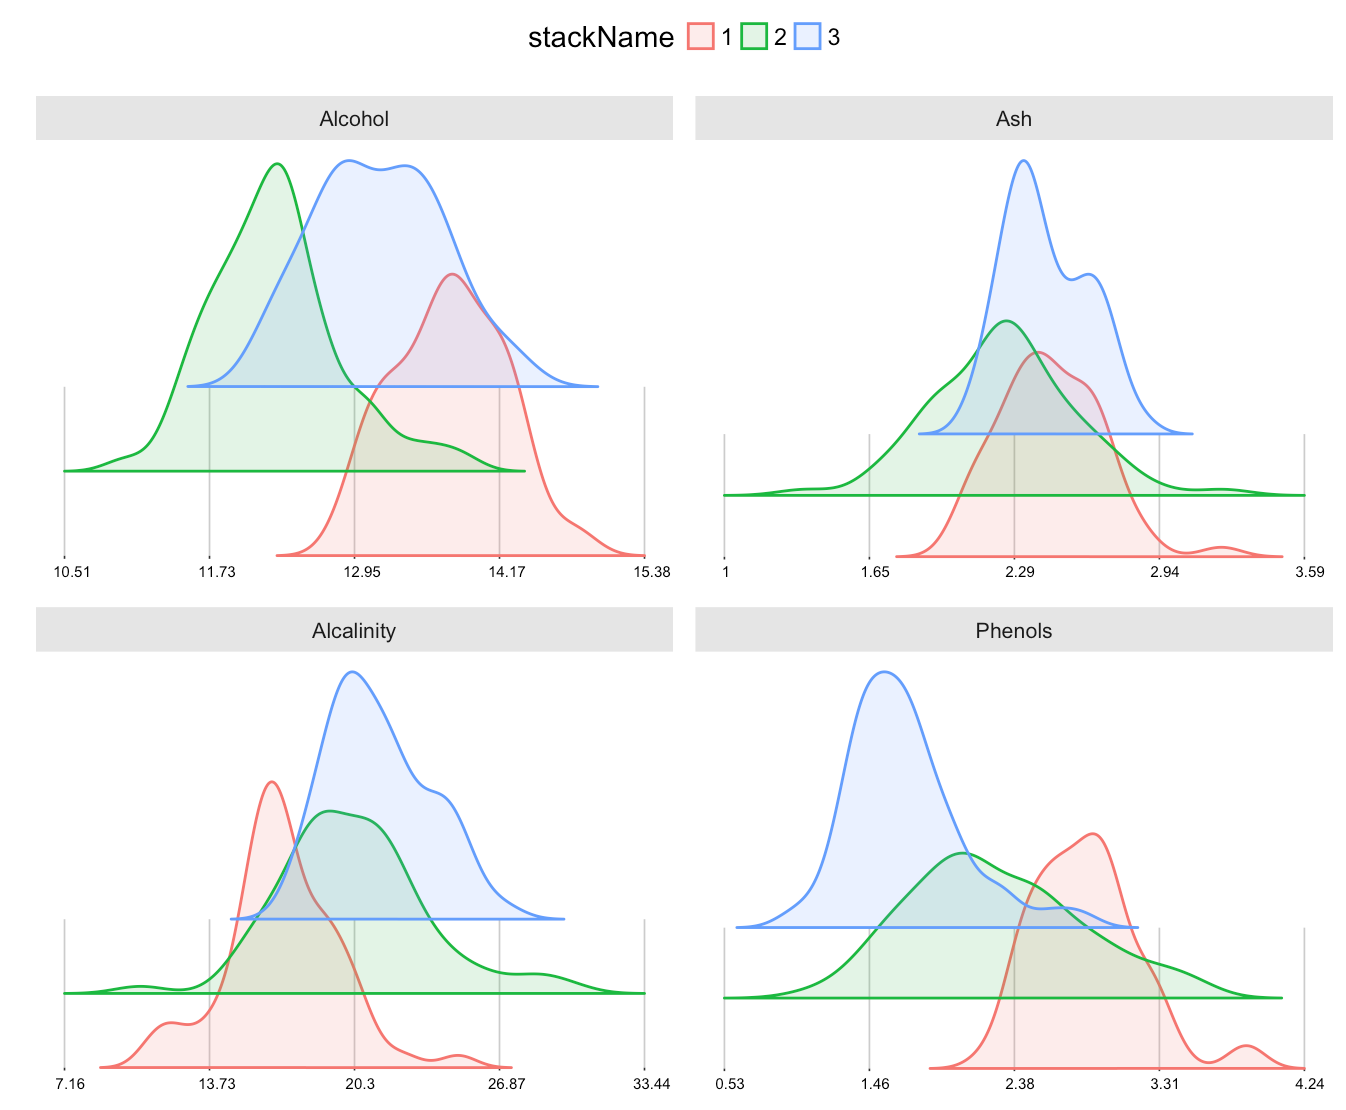 stackName 1 2 3
Alcohol
Ash
10.51 11.73 12.95 14.17 15.38
1 1.65 2.29 2.94 3.59
Alcalinity
Phenols
7.16 13.73 20.3 26.87 33.44
0.53 1.46 2.38 3.31 4.24